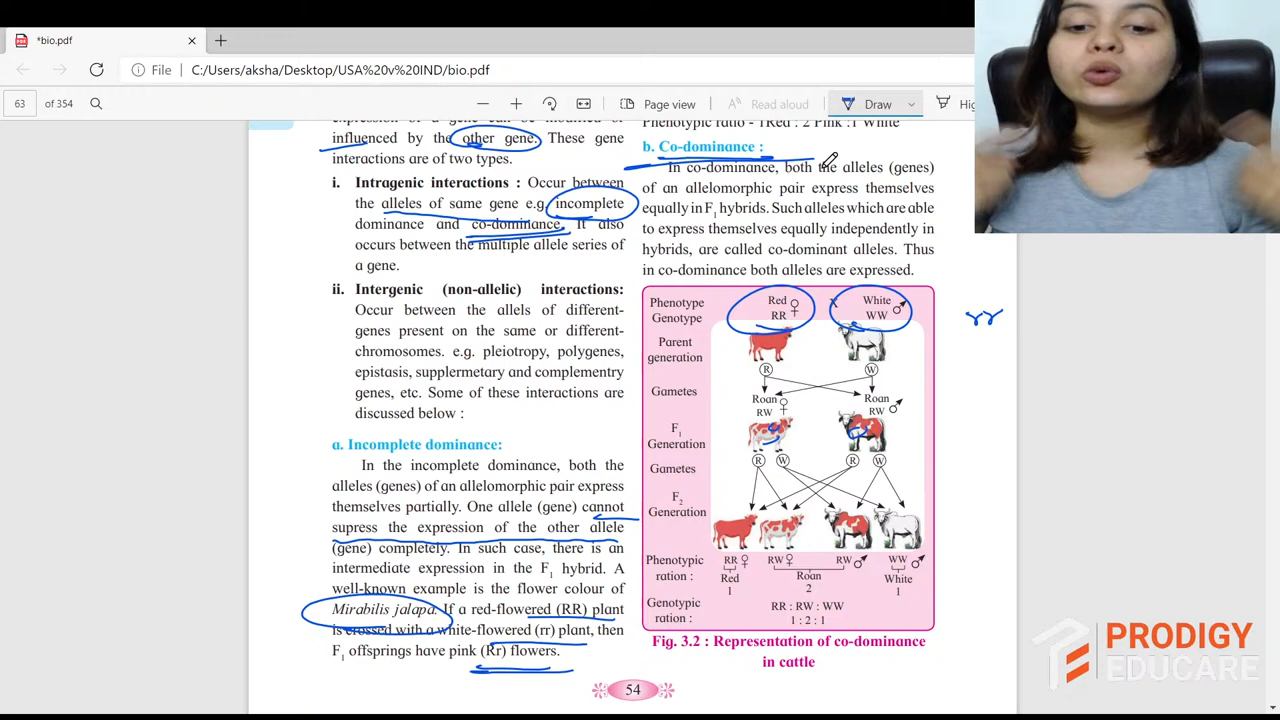 *bio.pdf
File
C:/Users/aksha/Desktop/USA%20v%20IND/bio.pdf
63
of 354
Page view
Read aloud
Draw
expression of a gene can be modified or
influenced by the other gene. These gene
interactions are of two types.
i. Intragenic interactions : Occur between
the alleles of same gene e.g. incomplete
dominance and co-dominance. It also
occurs between the multiple allele series of
a gene.
ii. Intergenic (non-allelic) interactions:
Occur between the allels of different-
genes present on the same or different-
chromosomes. e.g. pleiotropy, polygenes,
epistasis, supplemetary and complementry
genes, etc. Some of these interactions are
discussed below :
a. Incomplete dominance:
In the incomplete dominance, both the
alleles (genes) of an allelomorphic pair express
themselves partially. One allele (gene) cannot
supress the expression of the other allele
(gene) completely. In such case, there is an
intermediate expression in the F1 hybrid. A
well-known example is the flower colour of
Mirabilis jalapa. If a red-flowered (RR) plant
is crossed with a white-flowered (rr) plant, then
F1 offsprings have pink (Rr) flowers.
Phenotypic ratio - 1Red : 2 Pink :1 White
b. Co-dominance :
In co-dominance, both the alleles (genes)
of an allelomorphic pair express themselves
equally in F1 hybrids. Such alleles which are able
to express themselves equally independently in
hybrids, are called co-dominant alleles. Thus
in co-dominance both alleles are expressed.
Phenotype Red ♀ X White ♂
Genotype RR WW
Parent
generation
R W
Gametes
Roan ♀ Roan ♂
RW RW
F1
Generation
Gametes R W R W
F2
Generation
Phenotypic RR ♀ RW ♀ RW ♂ WW ♂
ration : Red Roan White
1 2 1
Genotypic RR : RW : WW
ration : 1 : 2 : 1
Fig. 3.2 : Representation of co-dominance
in cattle
54
rr
PRODIGY
EDUCARE